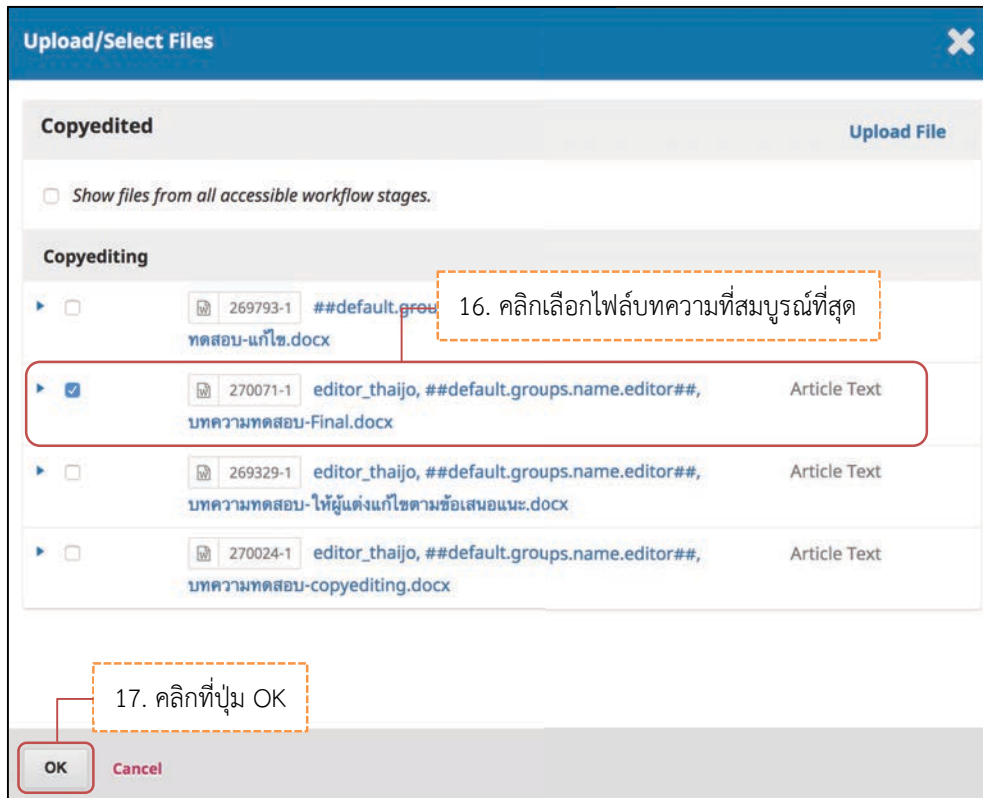 Upload/Select Files
Copyedited
Upload File
Show files from all accessible workflow stages.
Copyediting
269793-1 ##default.grou
16. คลิกเลือกไฟล์บทความที่สมบูรณ์ที่สุด
ทดสอบ-แก้ไข.docx
270071-1 editor_thaijo, ##default.groups.name.editor##, Article Text
บทความทดสอบ-Final.docx
269329-1 editor_thaijo, ##default.groups.name.editor##, Article Text
บทความทดสอบ-ให้ผู้แต่งแก้ไขตามข้อเสนอแนะ.docx
270024-1 editor_thaijo, ##default.groups.name.editor##, Article Text
บทความทดสอบ-copyediting.docx
17. คลิกที่ปุ่ม OK
OK Cancel